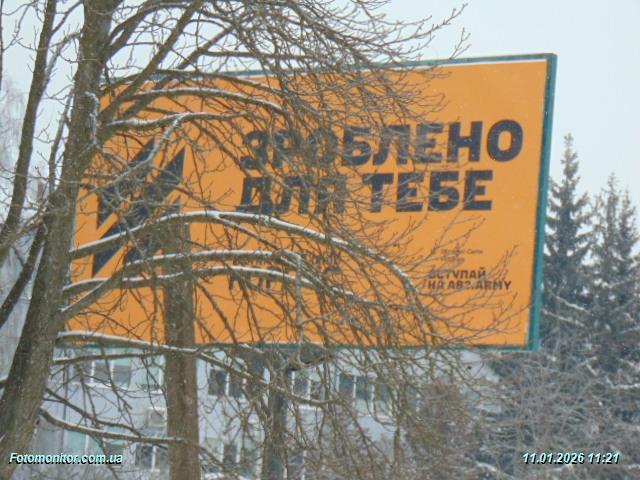 ЗРОБЛЕНО
ДЛЯ ТЕБЕ
ВСТУПАЙ
НА AB3.ARMY
Fotomonitor.com.ua
11.01.2026 11:21